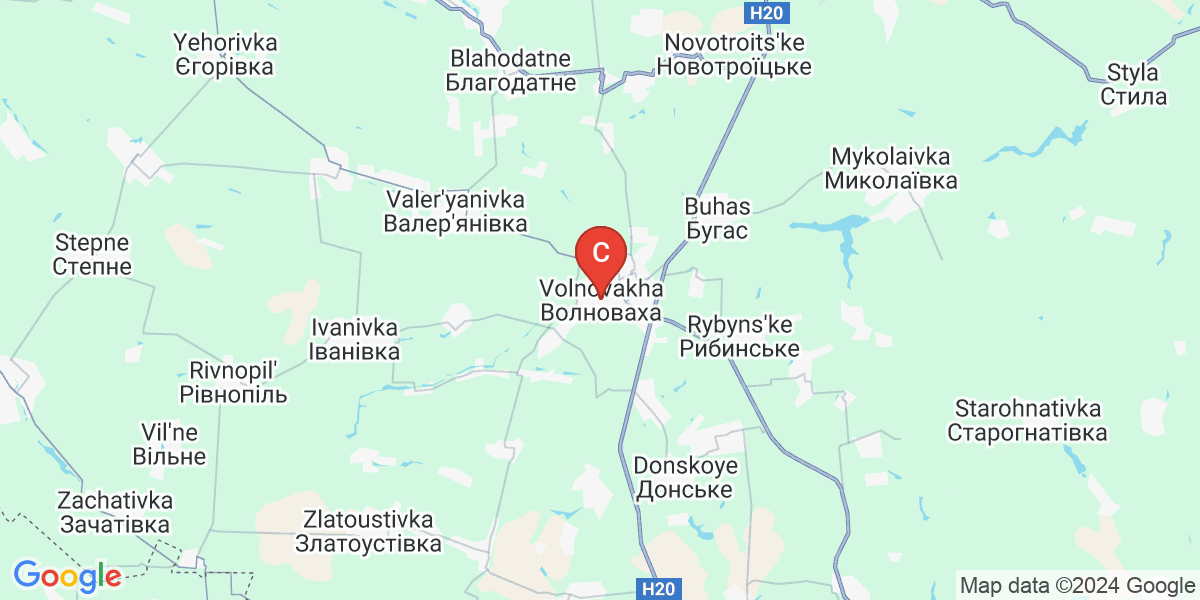 H20
Yehorivka
Єгорівка
Blahodatne
Благодатне
Novotroits'ke
Новотроїцьке
Styla
Стила
Mykolaivka
Миколаївка
Valer'yanivka
Валер'янівка
Buhas
Бугас
Stepne
Степне
C
Volnovakha
Волноваха
Ivanivka
Іванівка
Rybyns'ke
Рибинське
Rivnopil'
Рівнопіль
Starohnativka
Старогнатівка
Vil'ne
Вільне
Donskoye
Донське
Zachativka
Зачатівка
Zlatoustivka
Златоустівка
Google
H20
Map data ©2024 Google